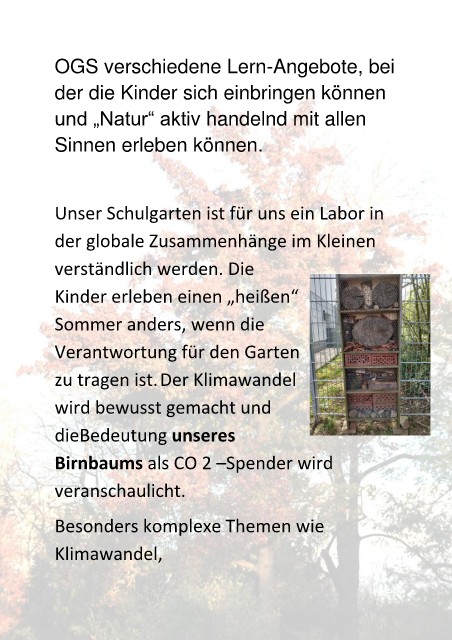 OGS verschiedene Lern-Angebote, bei
der die Kinder sich einbringen können
und „Natur“ aktiv handelnd mit allen
Sinnen erleben können.
Unser Schulgarten ist für uns ein Labor in
der globale Zusammenhänge im Kleinen
verständlich werden. Die
Kinder erleben einen „heißen“
Sommer anders, wenn die
Verantwortung für den Garten
zu tragen ist. Der Klimawandel
wird bewusst gemacht und
dieBedeutung unseres
Birnbaums als CO 2 –Spender wird
veranschaulicht.
Besonders komplexe Themen wie
Klimawandel,